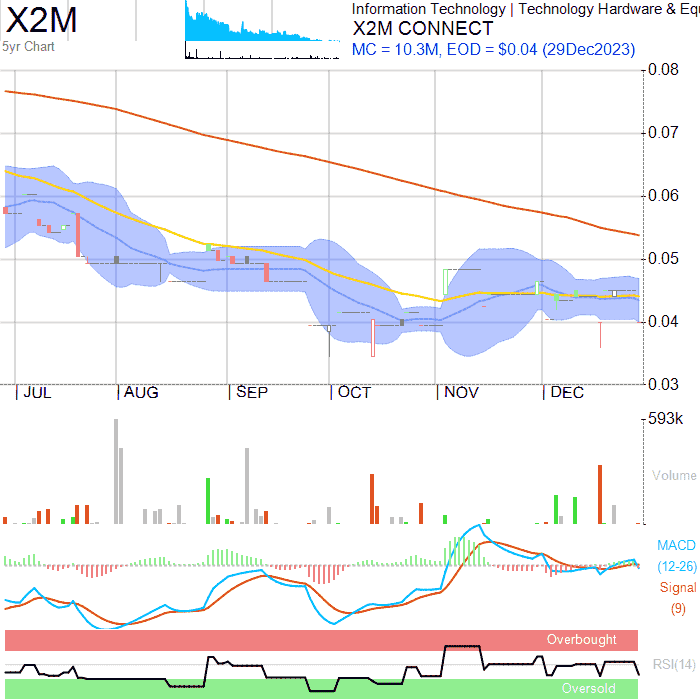 X2M
5yr Chart
Information Technology | Technology Hardware & Equ
X2M CONNECT
MC = 10.3M, EOD = $0.04 (29Dec2023)
0.08
0.07
0.06
0.05
0.04
0.03
| JUL | AUG | SEP | OCT | NOV | DEC
593k
Volume
MACD
(12-26)
Signal
(9)
Overbought
RSI(14)
Oversold